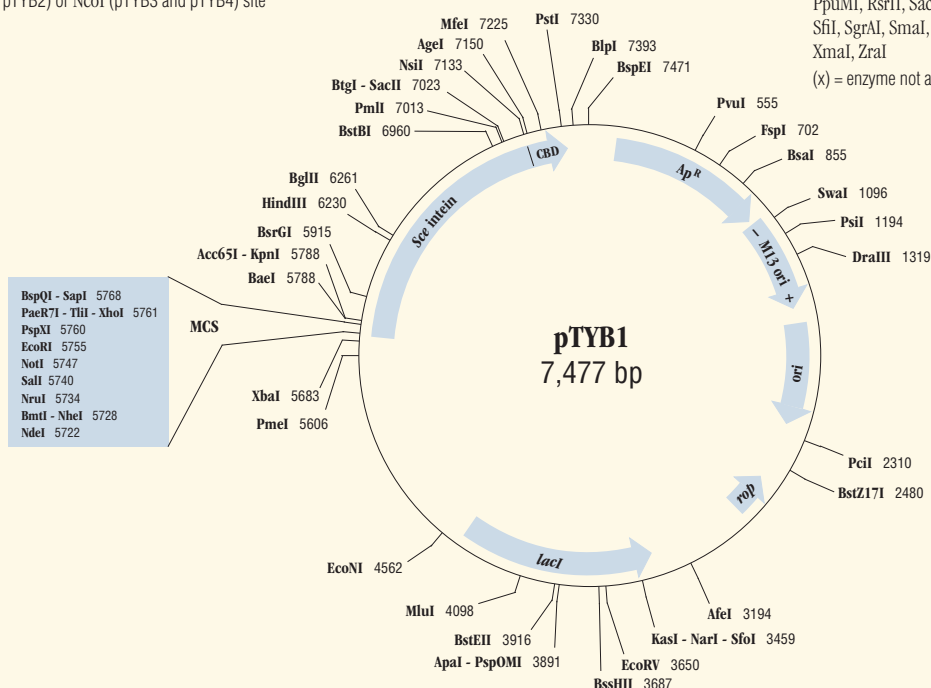 pTYB2) or NcoI (pTYB3 and pTYB4) site
PpuMI, RsrII, Sac
SfiI, SgrAI, SmaI,
XmaI, ZraI
(x) = enzyme not a
MfeI 7225
AgeI 7150
NsiI 7133
BtgI - SacII 7023
PmlI 7013
BstBI 6960
BglII 6261
HindIII 6230
BsrGI 5915
Acc65I - KpnI 5788
BaeI 5788
MCS
BspQI - SapI 5768
PaeR7I - TliI - XhoI 5761
PspXI 5760
EcoRI 5755
NotI 5747
SalI 5740
NruI 5734
BmtI - NheI 5728
NdeI 5722
XbaI 5683
PmeI 5606
EcoNI 4562
MluI 4098
BstEII 3916
ApaI - PspOMI 3891
PstI 7330
BlpI 7393
BspEI 7471
PvuI 555
FspI 702
BsaI 855
SwaI 1096
PsiI 1194
DraIII 1319
PciI 2310
BstZ17I 2480
AfeI 3194
KasI - NarI - SfoI 3459
EcoRV 3650
BssHII 3687
Sce intein
CBD
ApR
– M13 ori +
ori
rop
lacI
pTYB1
7,477 bp